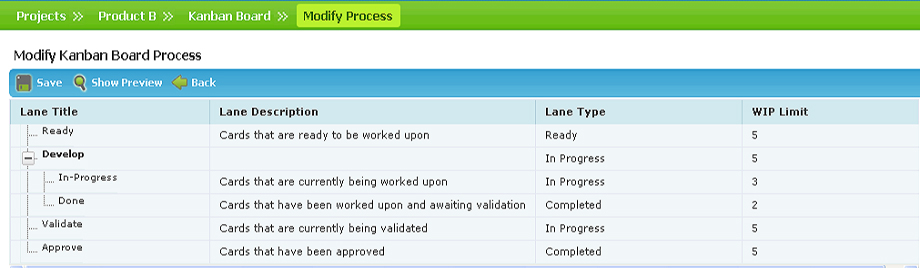 Projects >> Product B >> Kanban Board >> Modify Process
Modify Kanban Board Process
Save Show Preview Back
Lane Title Lane Description Lane Type WIP Limit
Ready Cards that are ready to be worked upon Ready 5
Develop In Progress 5
In-Progress Cards that are currently being worked upon In Progress 3
Done Cards that have been worked upon and awaiting validation Completed 2
Validate Cards that are currently being validated In Progress 5
Approve Cards that have been approved Completed 5